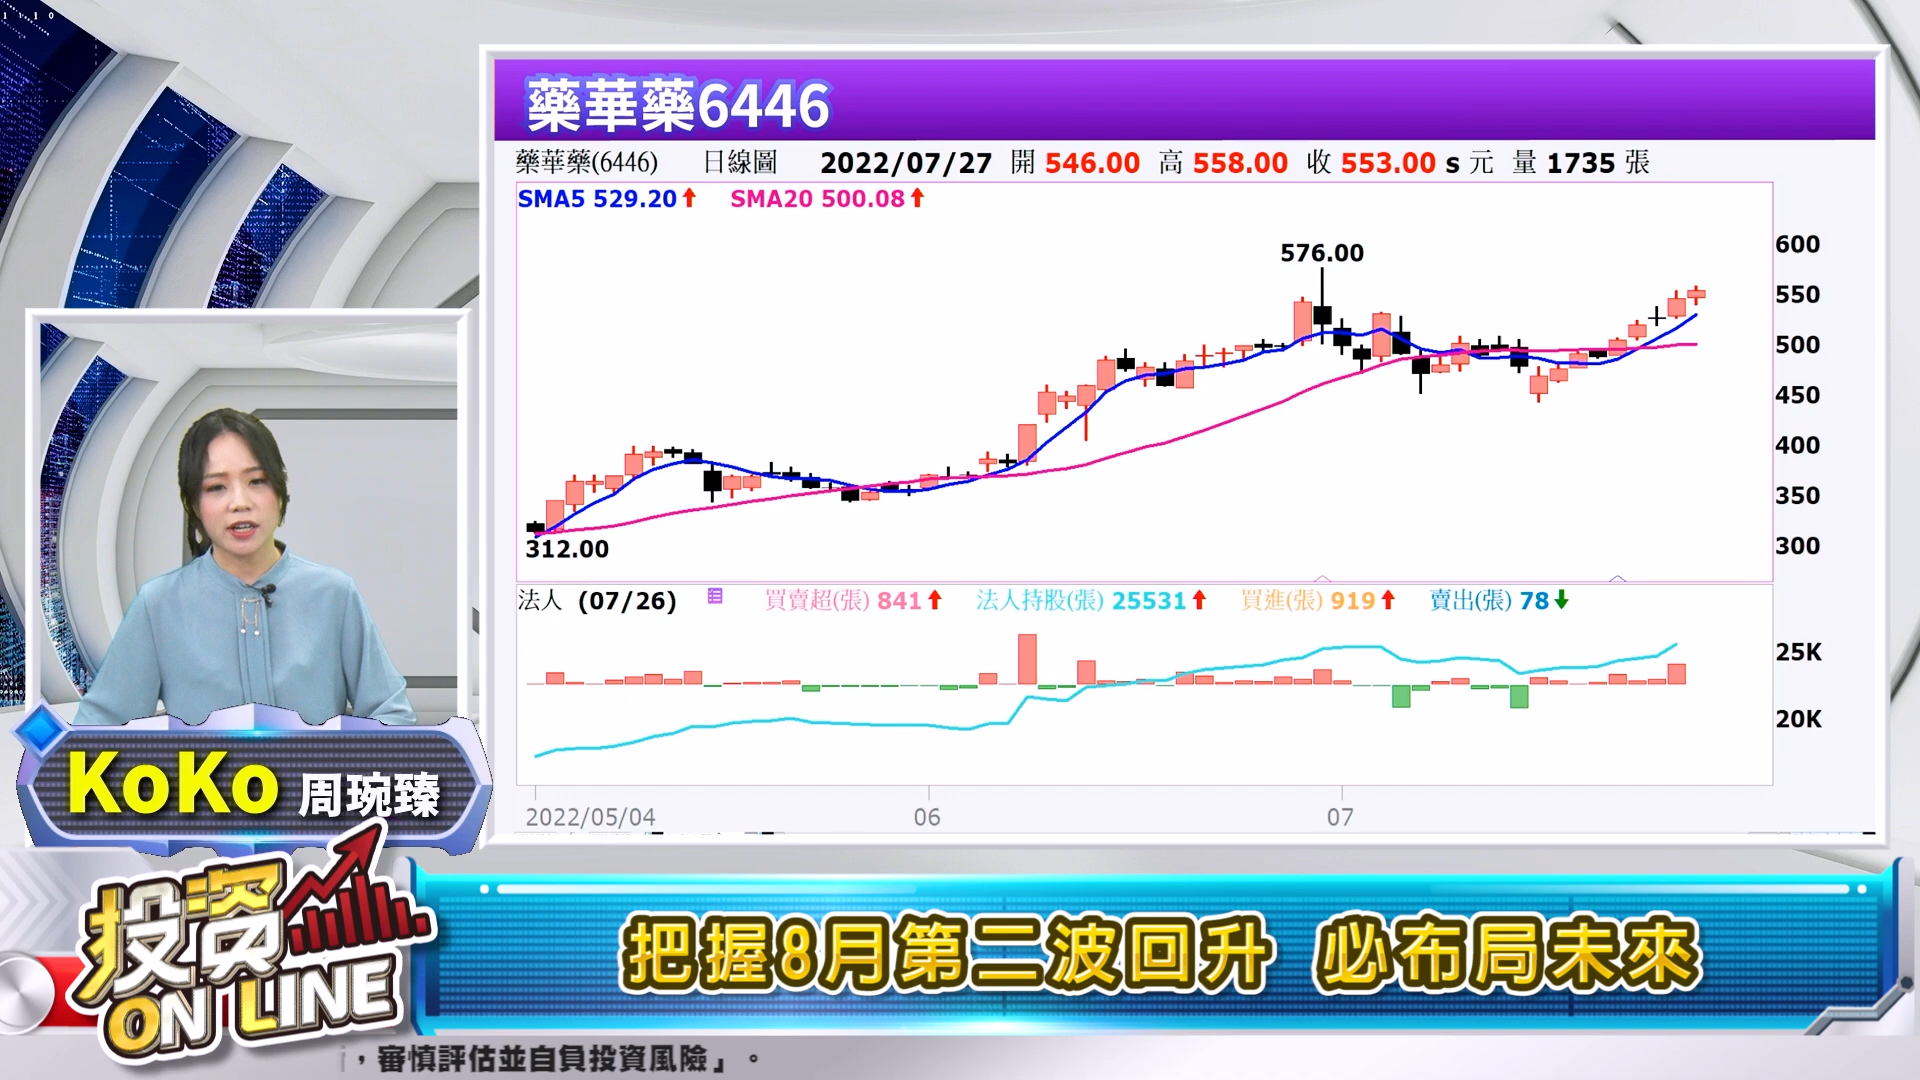 藥華藥6446
藥華藥(6446) 日線圖 2022/07/27 開 546.00 高 558.00 收 553.00 s 元 量 1735 張
SMA5 529.20 SMA20 500.08
576.00
312.00
600
550
500
450
400
350
300
法人 (07/26) 買賣超(張) 841 法人持股(張) 25531 買進(張) 919 賣出(張) 78
25K
20K
2022/05/04 06 07
KoKo 周琬臻
投資
ON LINE
把握8月第二波回升 必布局未來
，審慎評估並自負投資風險」。